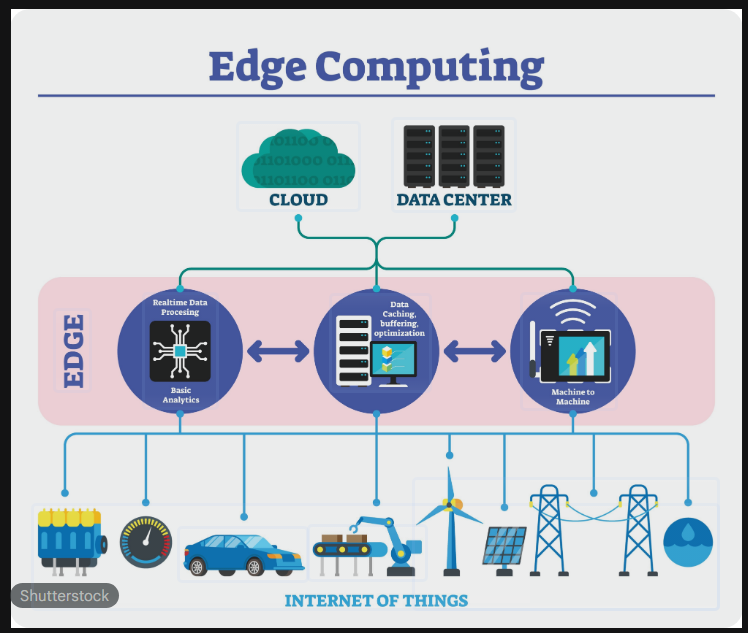 Edge Computing
CLOUD
DATA CENTER
EDGE
Realtime Data
Procesing
Basic
Analytics
Data
Caching,
buffering,
optimization
Machine to
Machine
INTERNET OF THINGS
Shutterstock